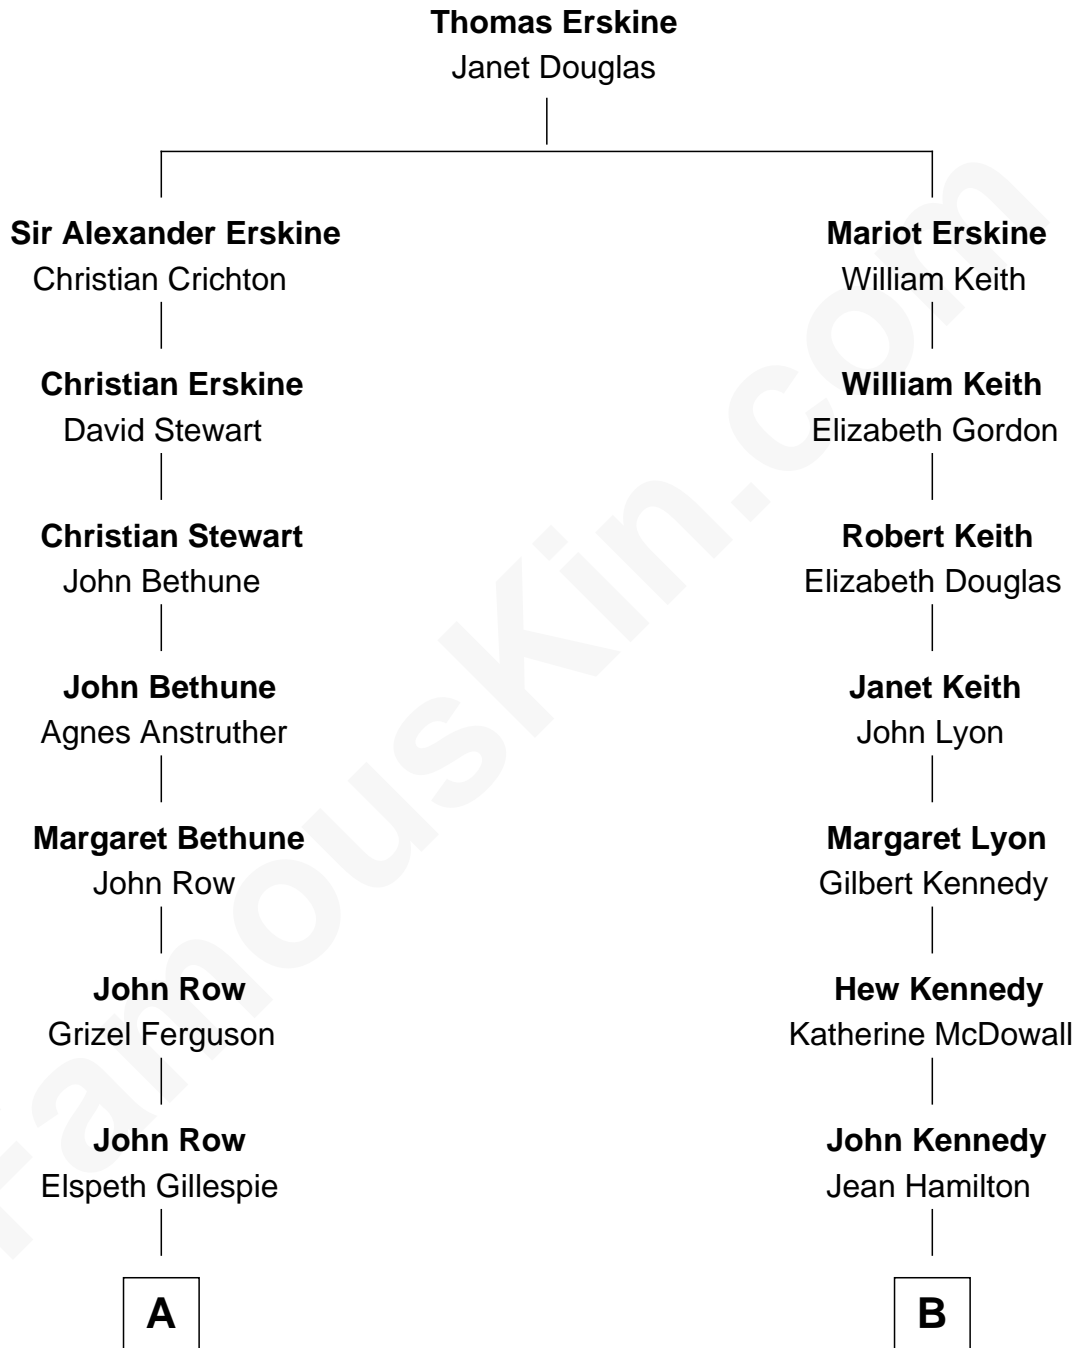 Thomas Erskine
Janet Douglas
Sir Alexander Erskine
Christian Crichton
Mariot Erskine
William Keith
Christian Erskine
David Stewart
William Keith
Elizabeth Gordon
Christian Stewart
John Bethune
Robert Keith
Elizabeth Douglas
John Bethune
Agnes Anstruther
Janet Keith
John Lyon
Margaret Bethune
John Row
Margaret Lyon
Gilbert Kennedy
John Row
Grizel Ferguson
Hew Kennedy
Katherine McDowall
John Row
Elspeth Gillespie
John Kennedy
Jean Hamilton
A
B
FamousKin.com